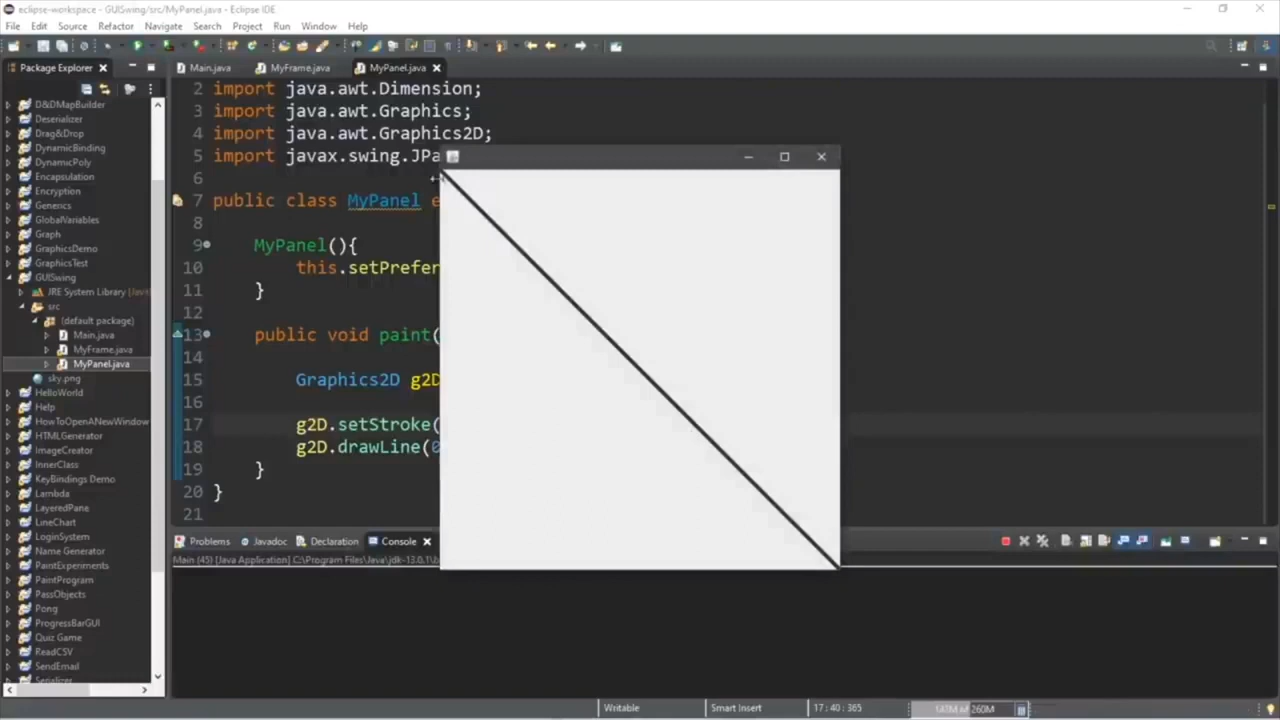 eclipse-workspace - GUISwing/src/MyPanel.java - Eclipse IDE
File Edit Source Refactor Navigate Search Project Run Window Help
Package Explorer
Main.java MyFrame.java MyPanel.java
D&DMapBuilder
Deserializer
Drag&Drop
DynamicBinding
DynamicPoly
Encapsulation
Encryption
Generics
GlobalVariables
Graph
GraphicsDemo
GraphicsTest
GUISwing
JRE System Library
src
(default package)
Main.java
MyFrame.java
MyPanel.java
sky.png
HelloWorld
Help
HowToOpenANewWindow
HTMLGenerator
ImageCreator
InnerClass
KeyBindings Demo
Lambda
LayeredPane
LineChart
LoginSystem
Name Generator
PaintExperiments
PaintProgram
PassObjects
Pong
ProgressBarGUI
Quiz Game
ReadCSV
SendEmail
Serializer
2 import java.awt.Dimension;
3 import java.awt.Graphics;
4 import java.awt.Graphics2D;
5 import javax.swing.JPa
6
7 public class MyPanel e
8
9 MyPanel(){
10 this.setPrefer
11 }
12
13 public void paint(
14
15 Graphics2D g2D
16
17 g2D.setStroke(
18 g2D.drawLine(0
19 }
20 }
21
Problems Javadoc Declaration Console
Main (45) [Java Application] C:\Program Files\Java\jdk-13.0.1\b
Writable Smart Insert 17 : 40 : 365 of 260M